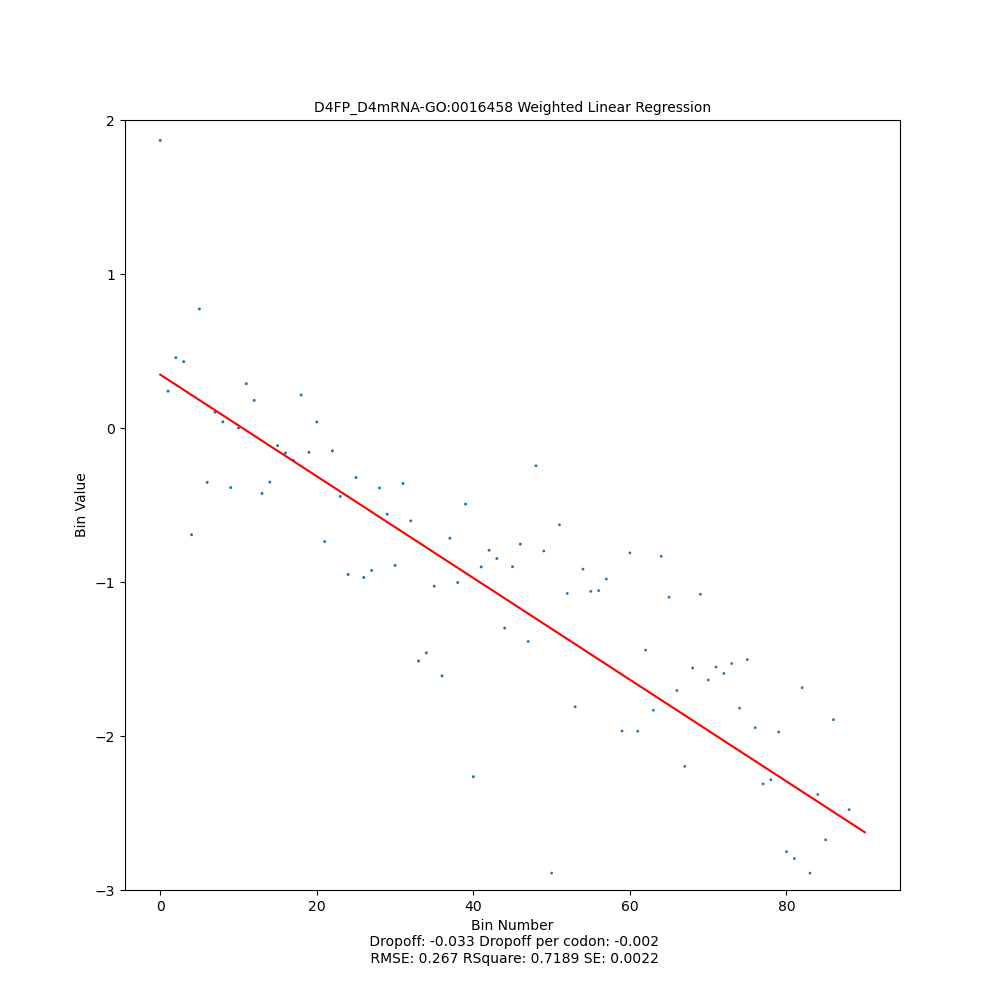 D4FP_D4mRNA-GO:0016458 Weighted Linear Regression
2
1
0
−1
−2
−3
Bin Value
0 20 40 60 80
Bin Number
Dropoff: -0.033 Dropoff per codon: -0.002
RMSE: 0.267 RSquare: 0.7189 SE: 0.0022